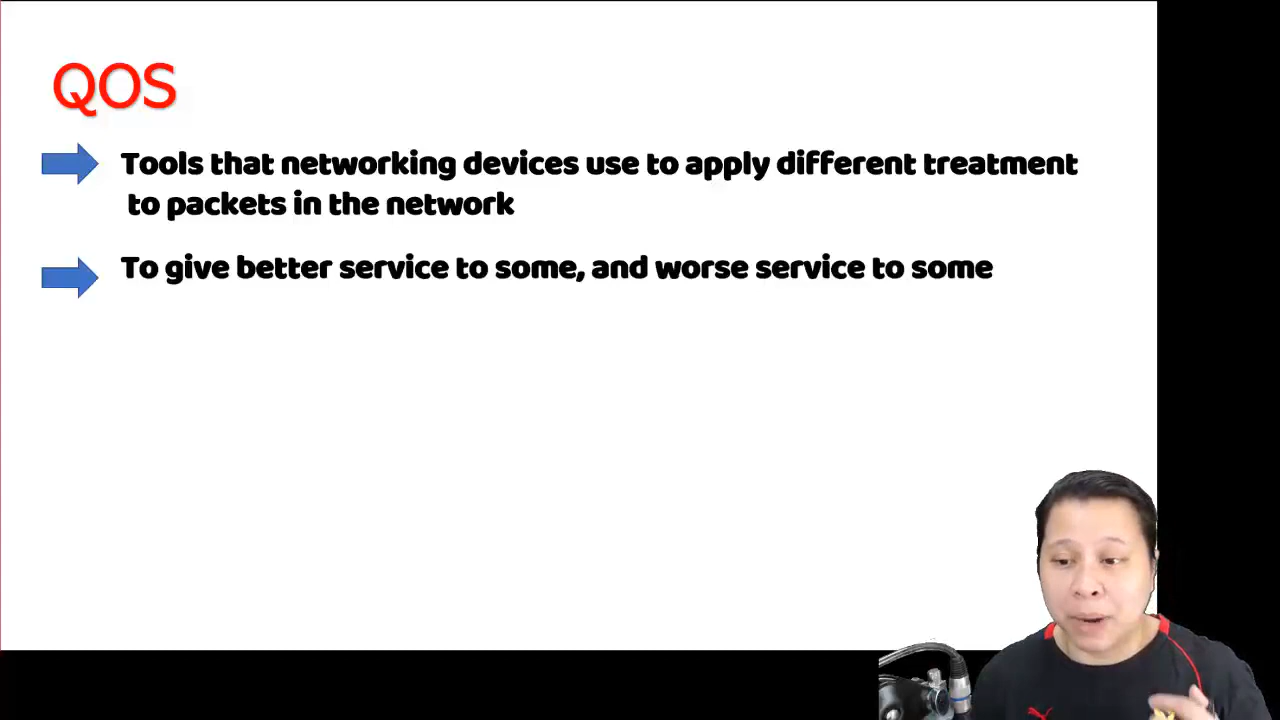 QOS
Tools that networking devices use to apply different treatment
to packets in the network
To give better service to some, and worse service to some